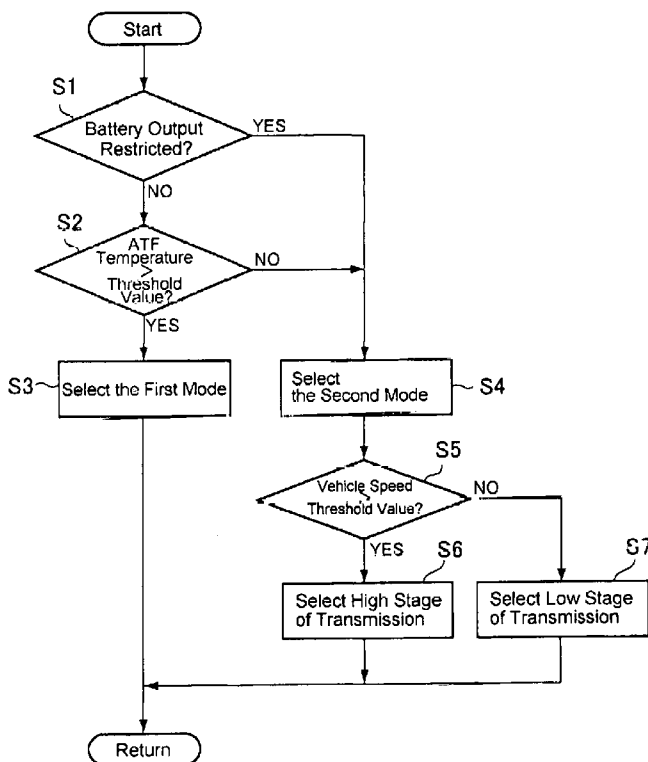 Start
S1
Battery Output
Restricted?
YES
NO
S2
ATF
Temperature
>
Threshold
Value?
NO
YES
S3
Select the First Mode
Select
the Second Mode
S4
S5
Vehicle Speed
>
Threshold Value?
NO
YES
S6
S7
Select High Stage
of Transmission
Select Low Stage
of Transmission
Return